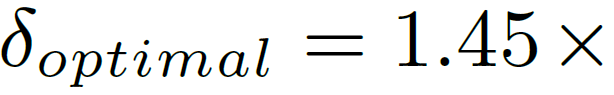 δ_optimal = 1.45 ×